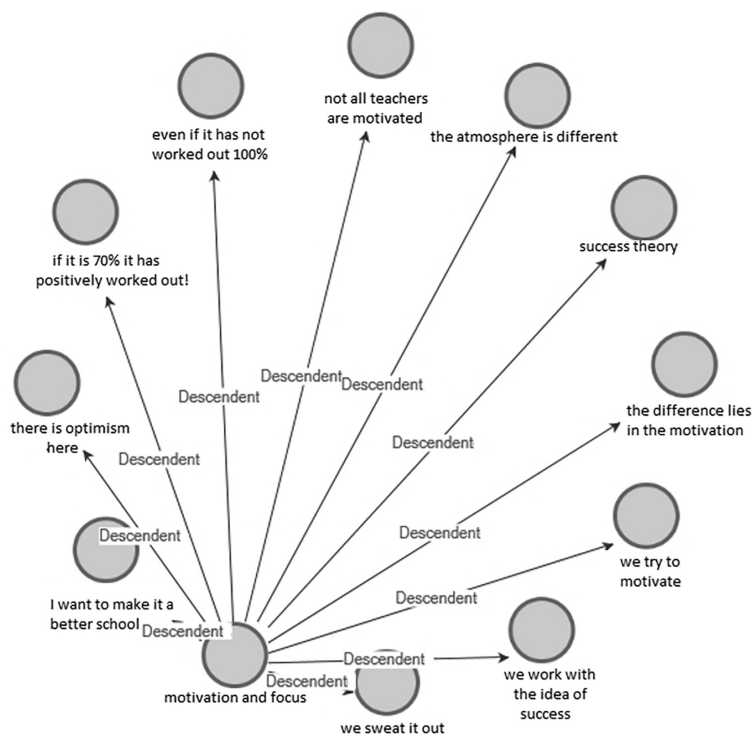 not all teachers
are motivated
even if it has not
worked out 100%
the atmosphere is different
success theory
if it is 70% it has
positively worked out!
Descendent
Descendent
Descendent
the difference lies
in the motivation
there is optimism
here
Descendent
Descendent
Descendent
Descendent
we try to
motivate
Descendent
I want to make it a
better school
Descendent
Descendent
we work with
the idea of
success
Descendent
motivation and focus
we sweat it out